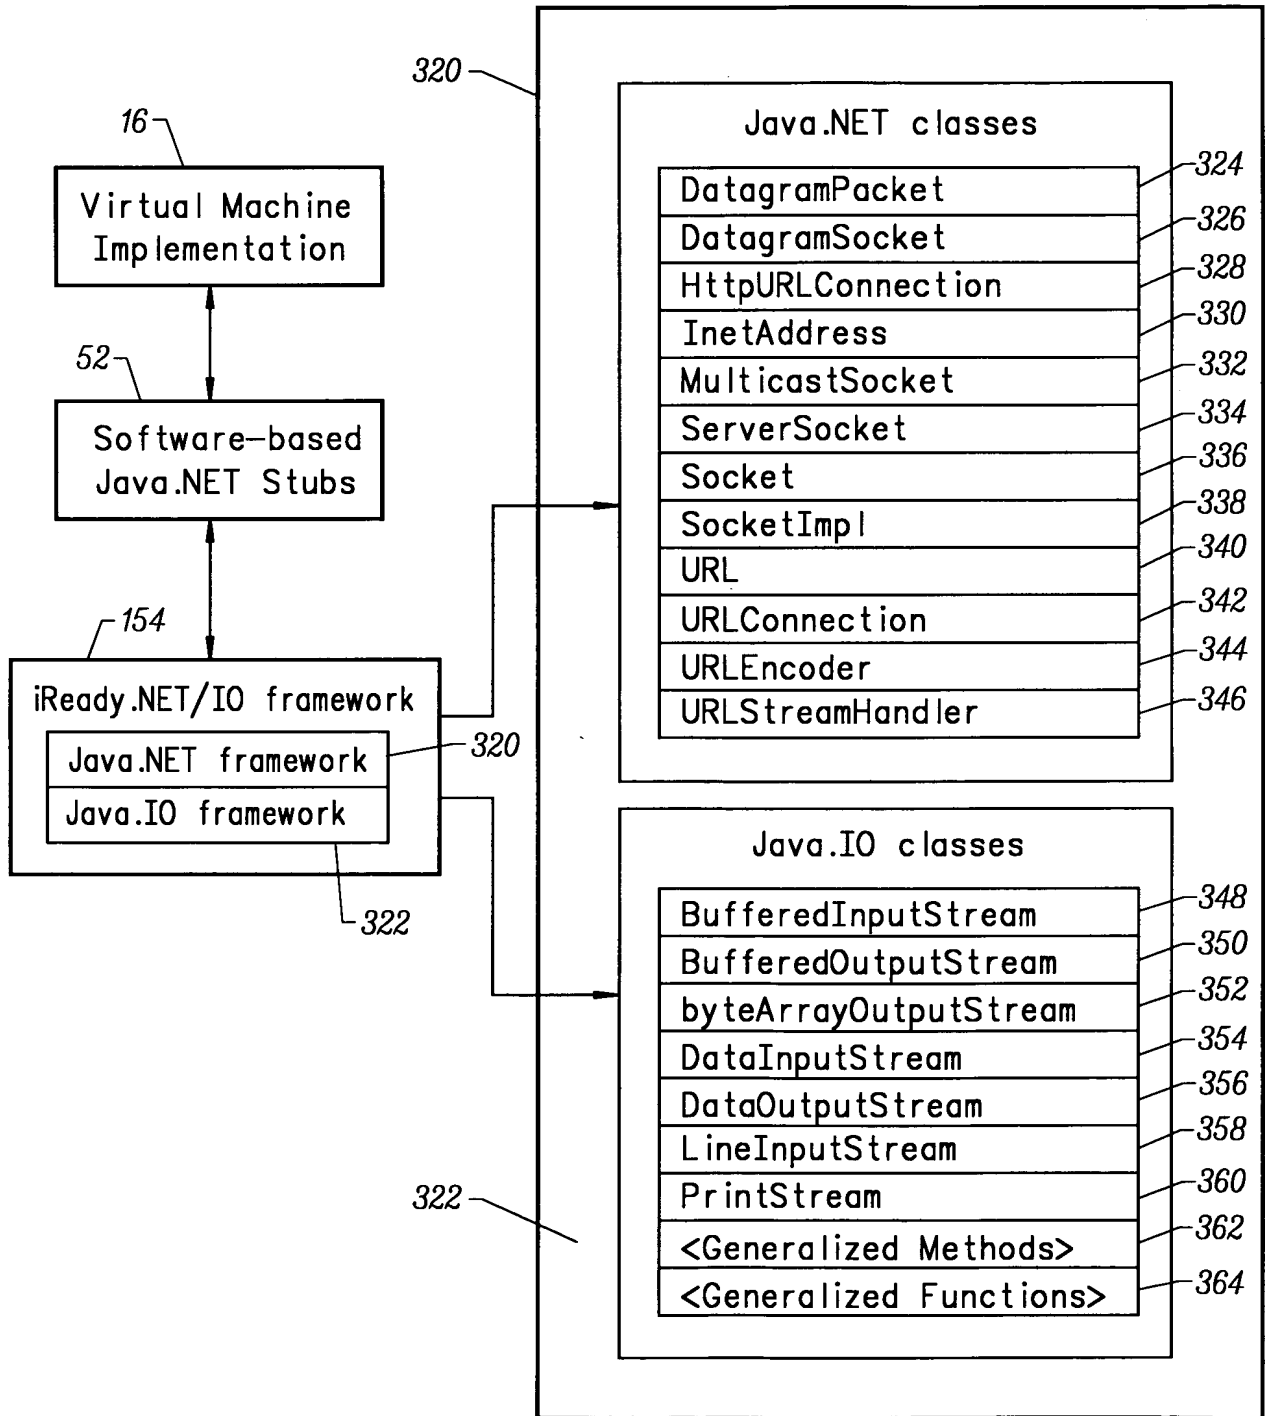 16
Virtual Machine
Implementation
52
Software-based
Java.NET Stubs
154
iReady.NET/IO framework
Java.NET framework
320
Java.IO framework
322
320
Java.NET classes
DatagramPacket
324
DatagramSocket
326
HttpURLConnection
328
InetAddress
330
MulticastSocket
332
ServerSocket
334
Socket
336
SocketImpl
338
URL
340
URLConnection
342
URLEncoder
344
URLStreamHandler
346
Java.IO classes
BufferedInputStream
348
BufferedOutputStream
350
byteArrayOutputStream
352
DataInputStream
354
DataOutputStream
356
LineInputStream
358
PrintStream
360
<Generalized Methods>
362
<Generalized Functions>
364
322